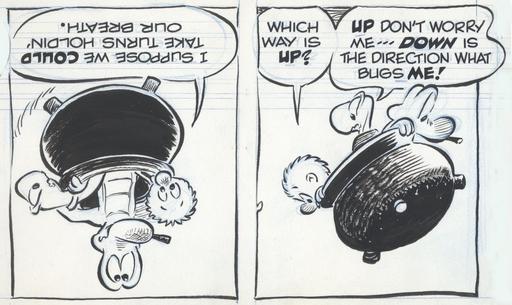 I SUPPOSE WE COULD
TAKE TURNS HOLDIN'
OUR BREATH.
WHICH
WAY IS
UP?
UP DON'T WORRY
ME--- DOWN IS
THE DIRECTION WHAT
BUGS ME!